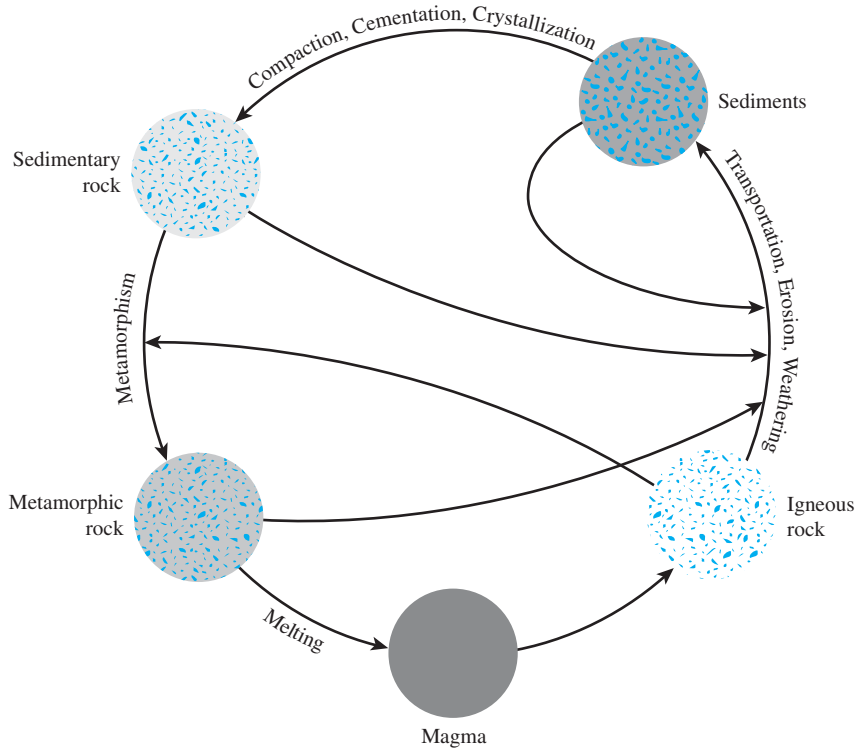 Compaction, Cementation, Crystallization
Sediments
Sedimentary
rock
Transportation, Erosion, Weathering
Metamorphism
Metamorphic
rock
Igneous
rock
Melting
Magma